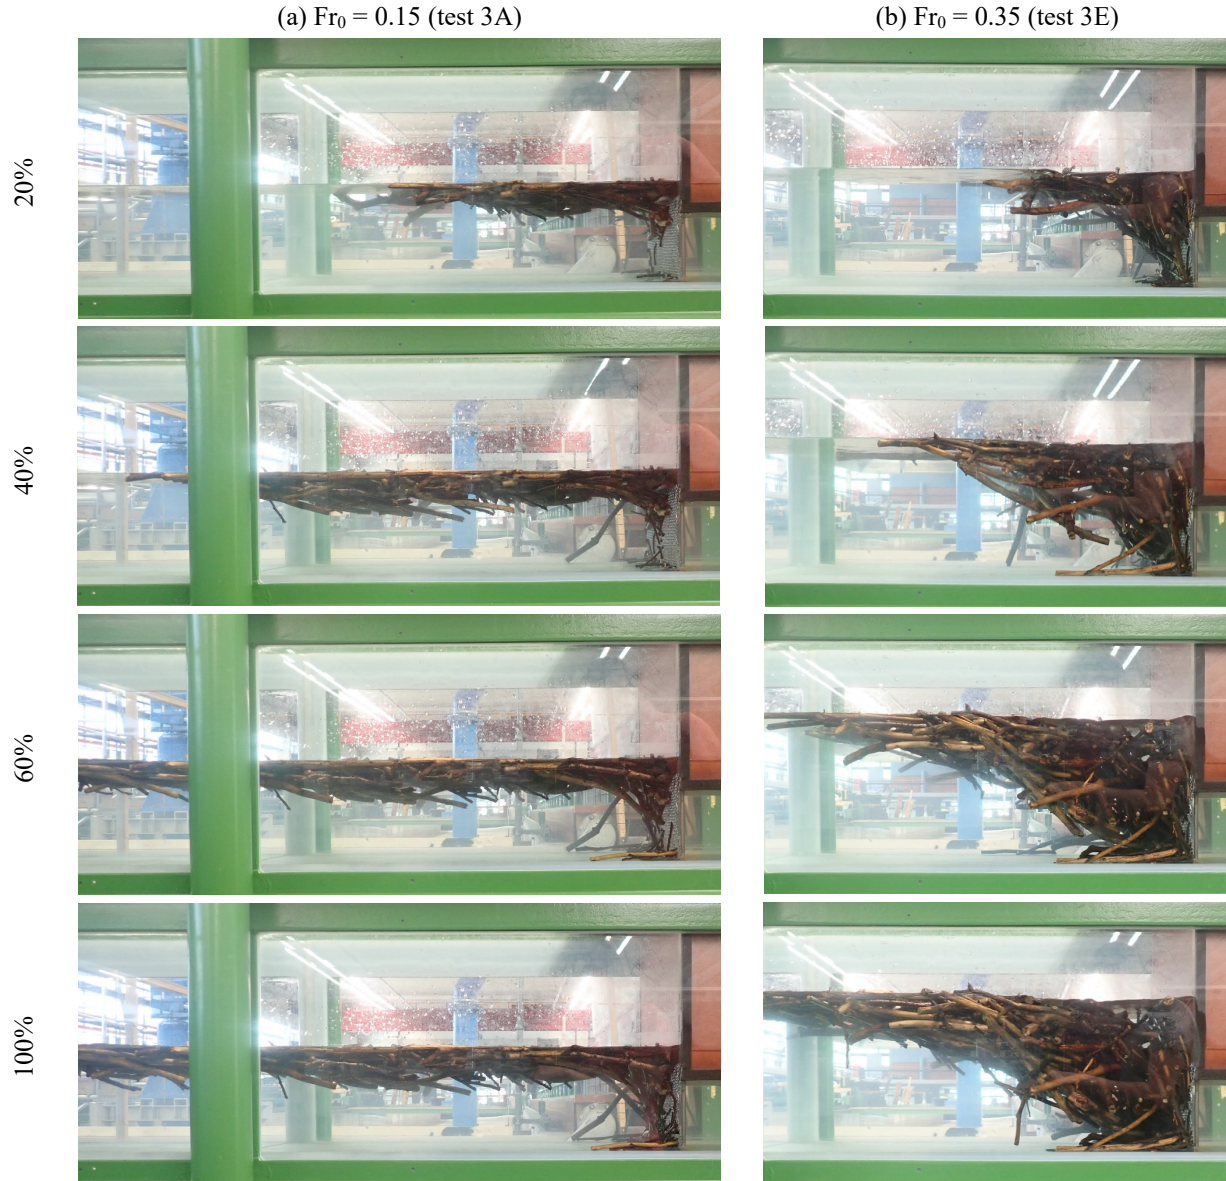 (a) Fr₀ = 0.15 (test 3A)
(b) Fr₀ = 0.35 (test 3E)
20%
40%
60%
100%